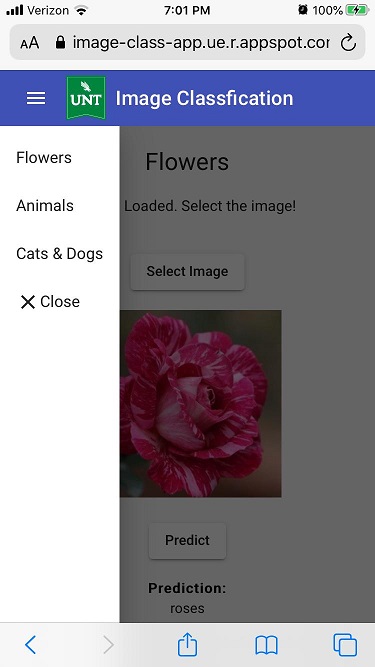 Verizon 7:01 PM 100%
AA image-class-app.ue.r.appspot.cor
UNT Image Classfication
Flowers
Animals
Cats & Dogs
Close
Flowers
Loaded. Select the image!
Select Image
Predict
Prediction:
roses